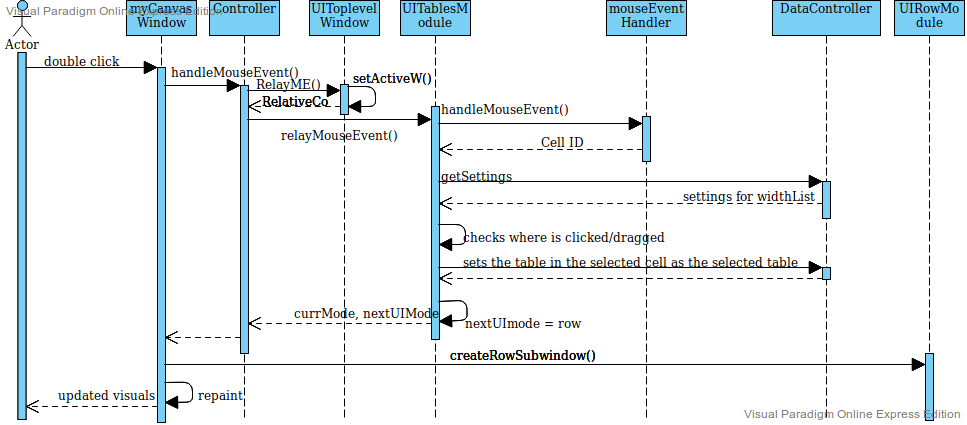 Visual Paradigm Online Express Edition
Actor
myCanvas
Window
Controller
UIToplevel
Window
UITablesM
odule
mouseEvent
Handler
DataController
UIRowMo
dule
double click
handleMouseEvent()
RelayME()
setActiveW()
RelativeCo
relayMouseEvent()
handleMouseEvent()
Cell ID
getSettings
settings for widthList
checks where is clicked/dragged
sets the table in the selected cell as the selected table
currMode, nextUIMode
nextUImode = row
createRowSubwindow()
repaint
updated visuals
Visual Paradigm Online Express Edition